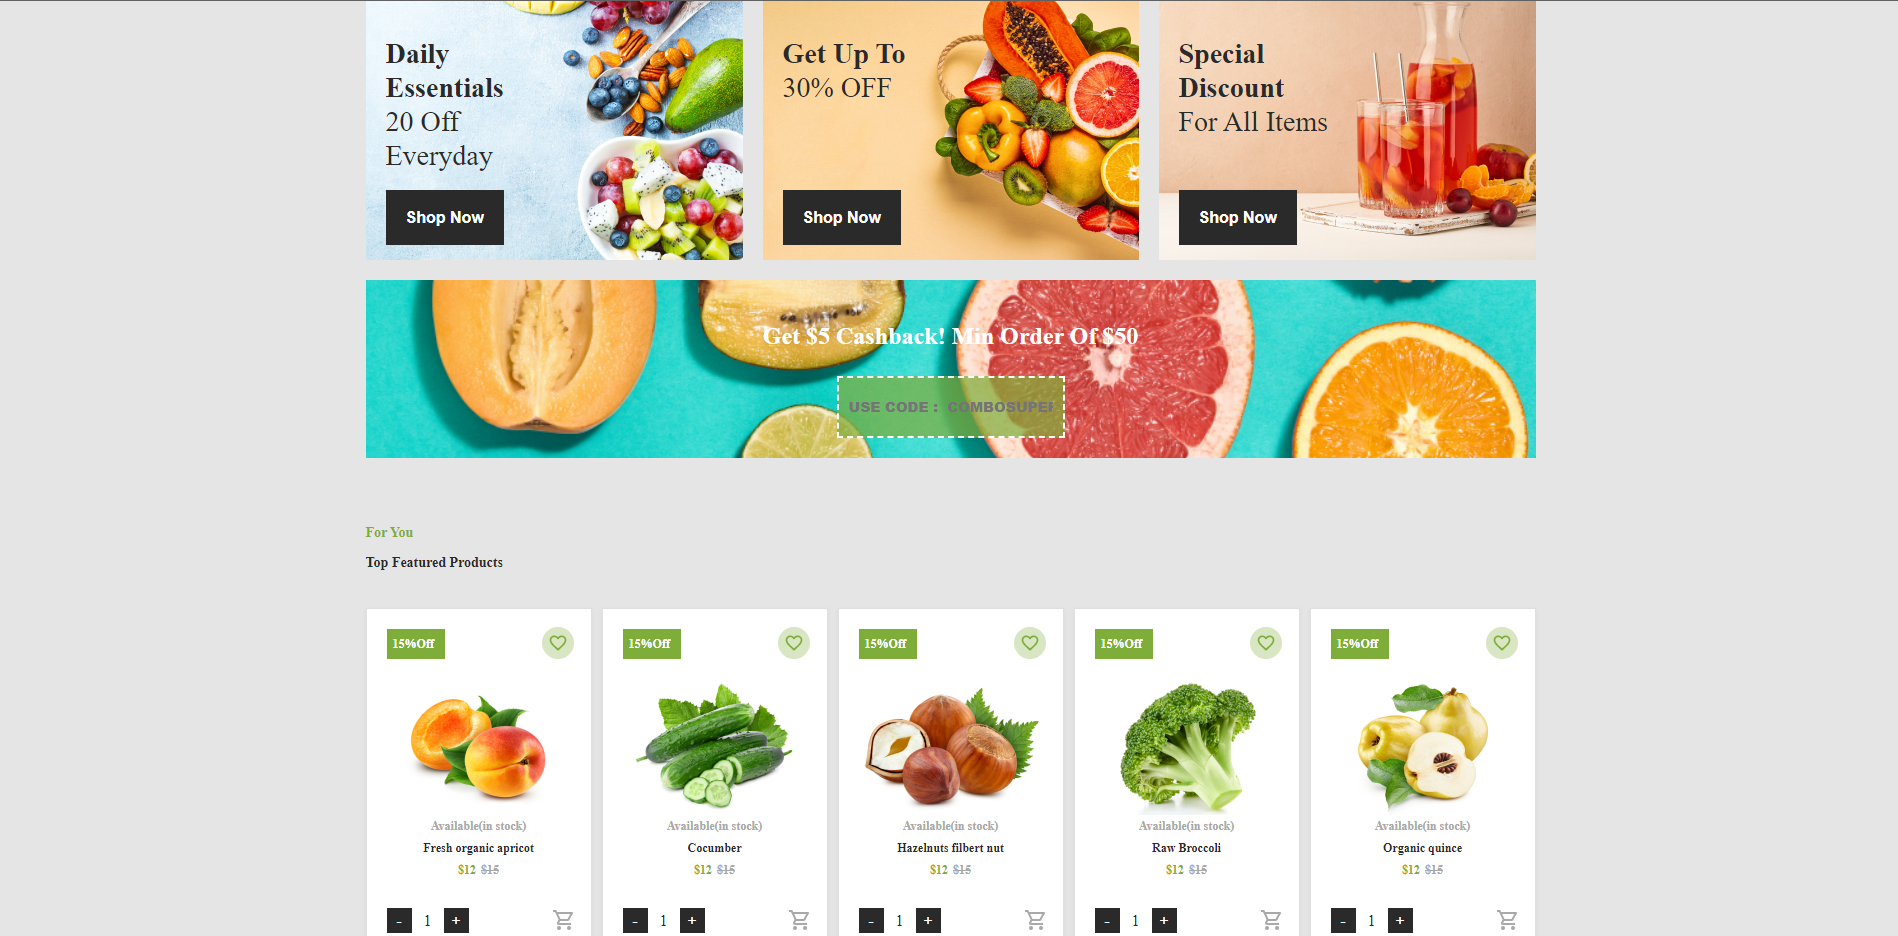 Daily
Essentials
20 Off
Everyday
Shop Now
Get Up To
30% OFF
Shop Now
Special
Discount
For All Items
Shop Now
Get $5 Cashback! Min Order Of $50
USE CODE : COMBOSUPE
For You
Top Featured Products
15%Off
Available(in stock)
Fresh organic apricot
$12 $15
- 1 +
15%Off
Available(in stock)
Cocumber
$12 $15
- 1 +
15%Off
Available(in stock)
Hazelnuts filbert nut
$12 $15
- 1 +
15%Off
Available(in stock)
Raw Broccoli
$12 $15
- 1 +
15%Off
Available(in stock)
Organic quince
$12 $15
- 1 +